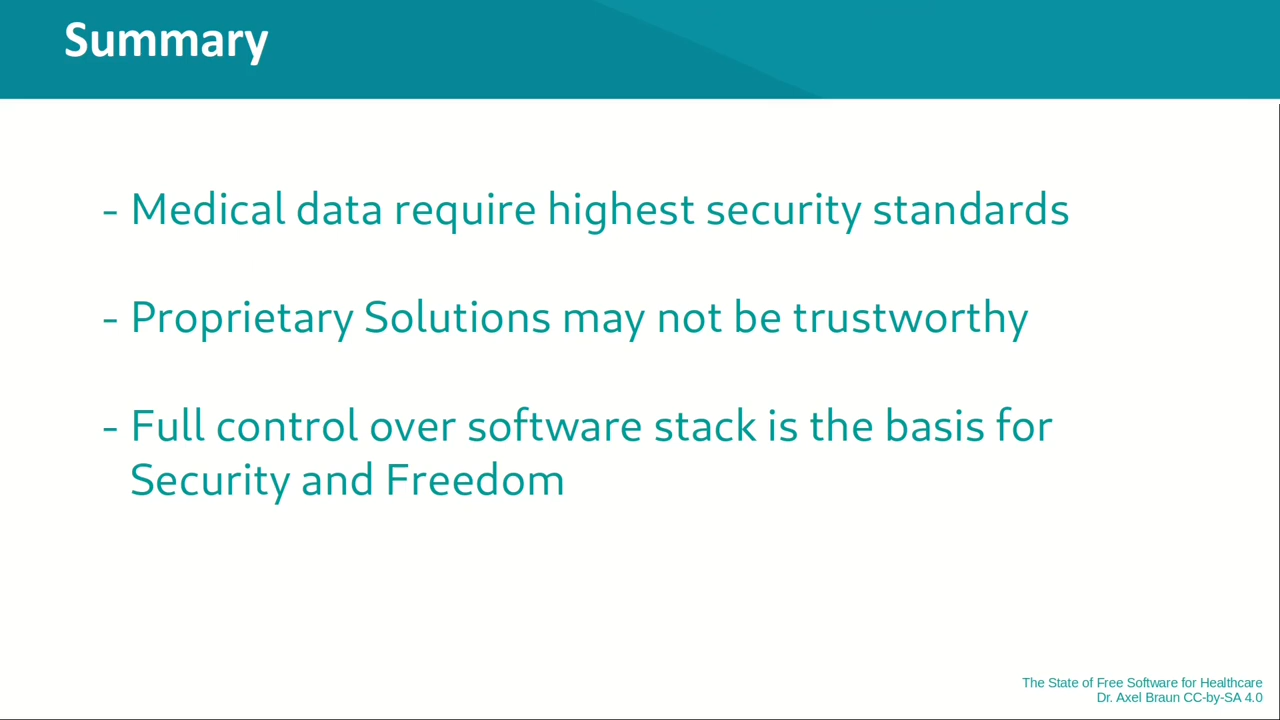 Summary
- Medical data require highest security standards
- Proprietary Solutions may not be trustworthy
- Full control over software stack is the basis for
Security and Freedom
The State of Free Software for Healthcare
Dr. Axel Braun CC-by-SA 4.0